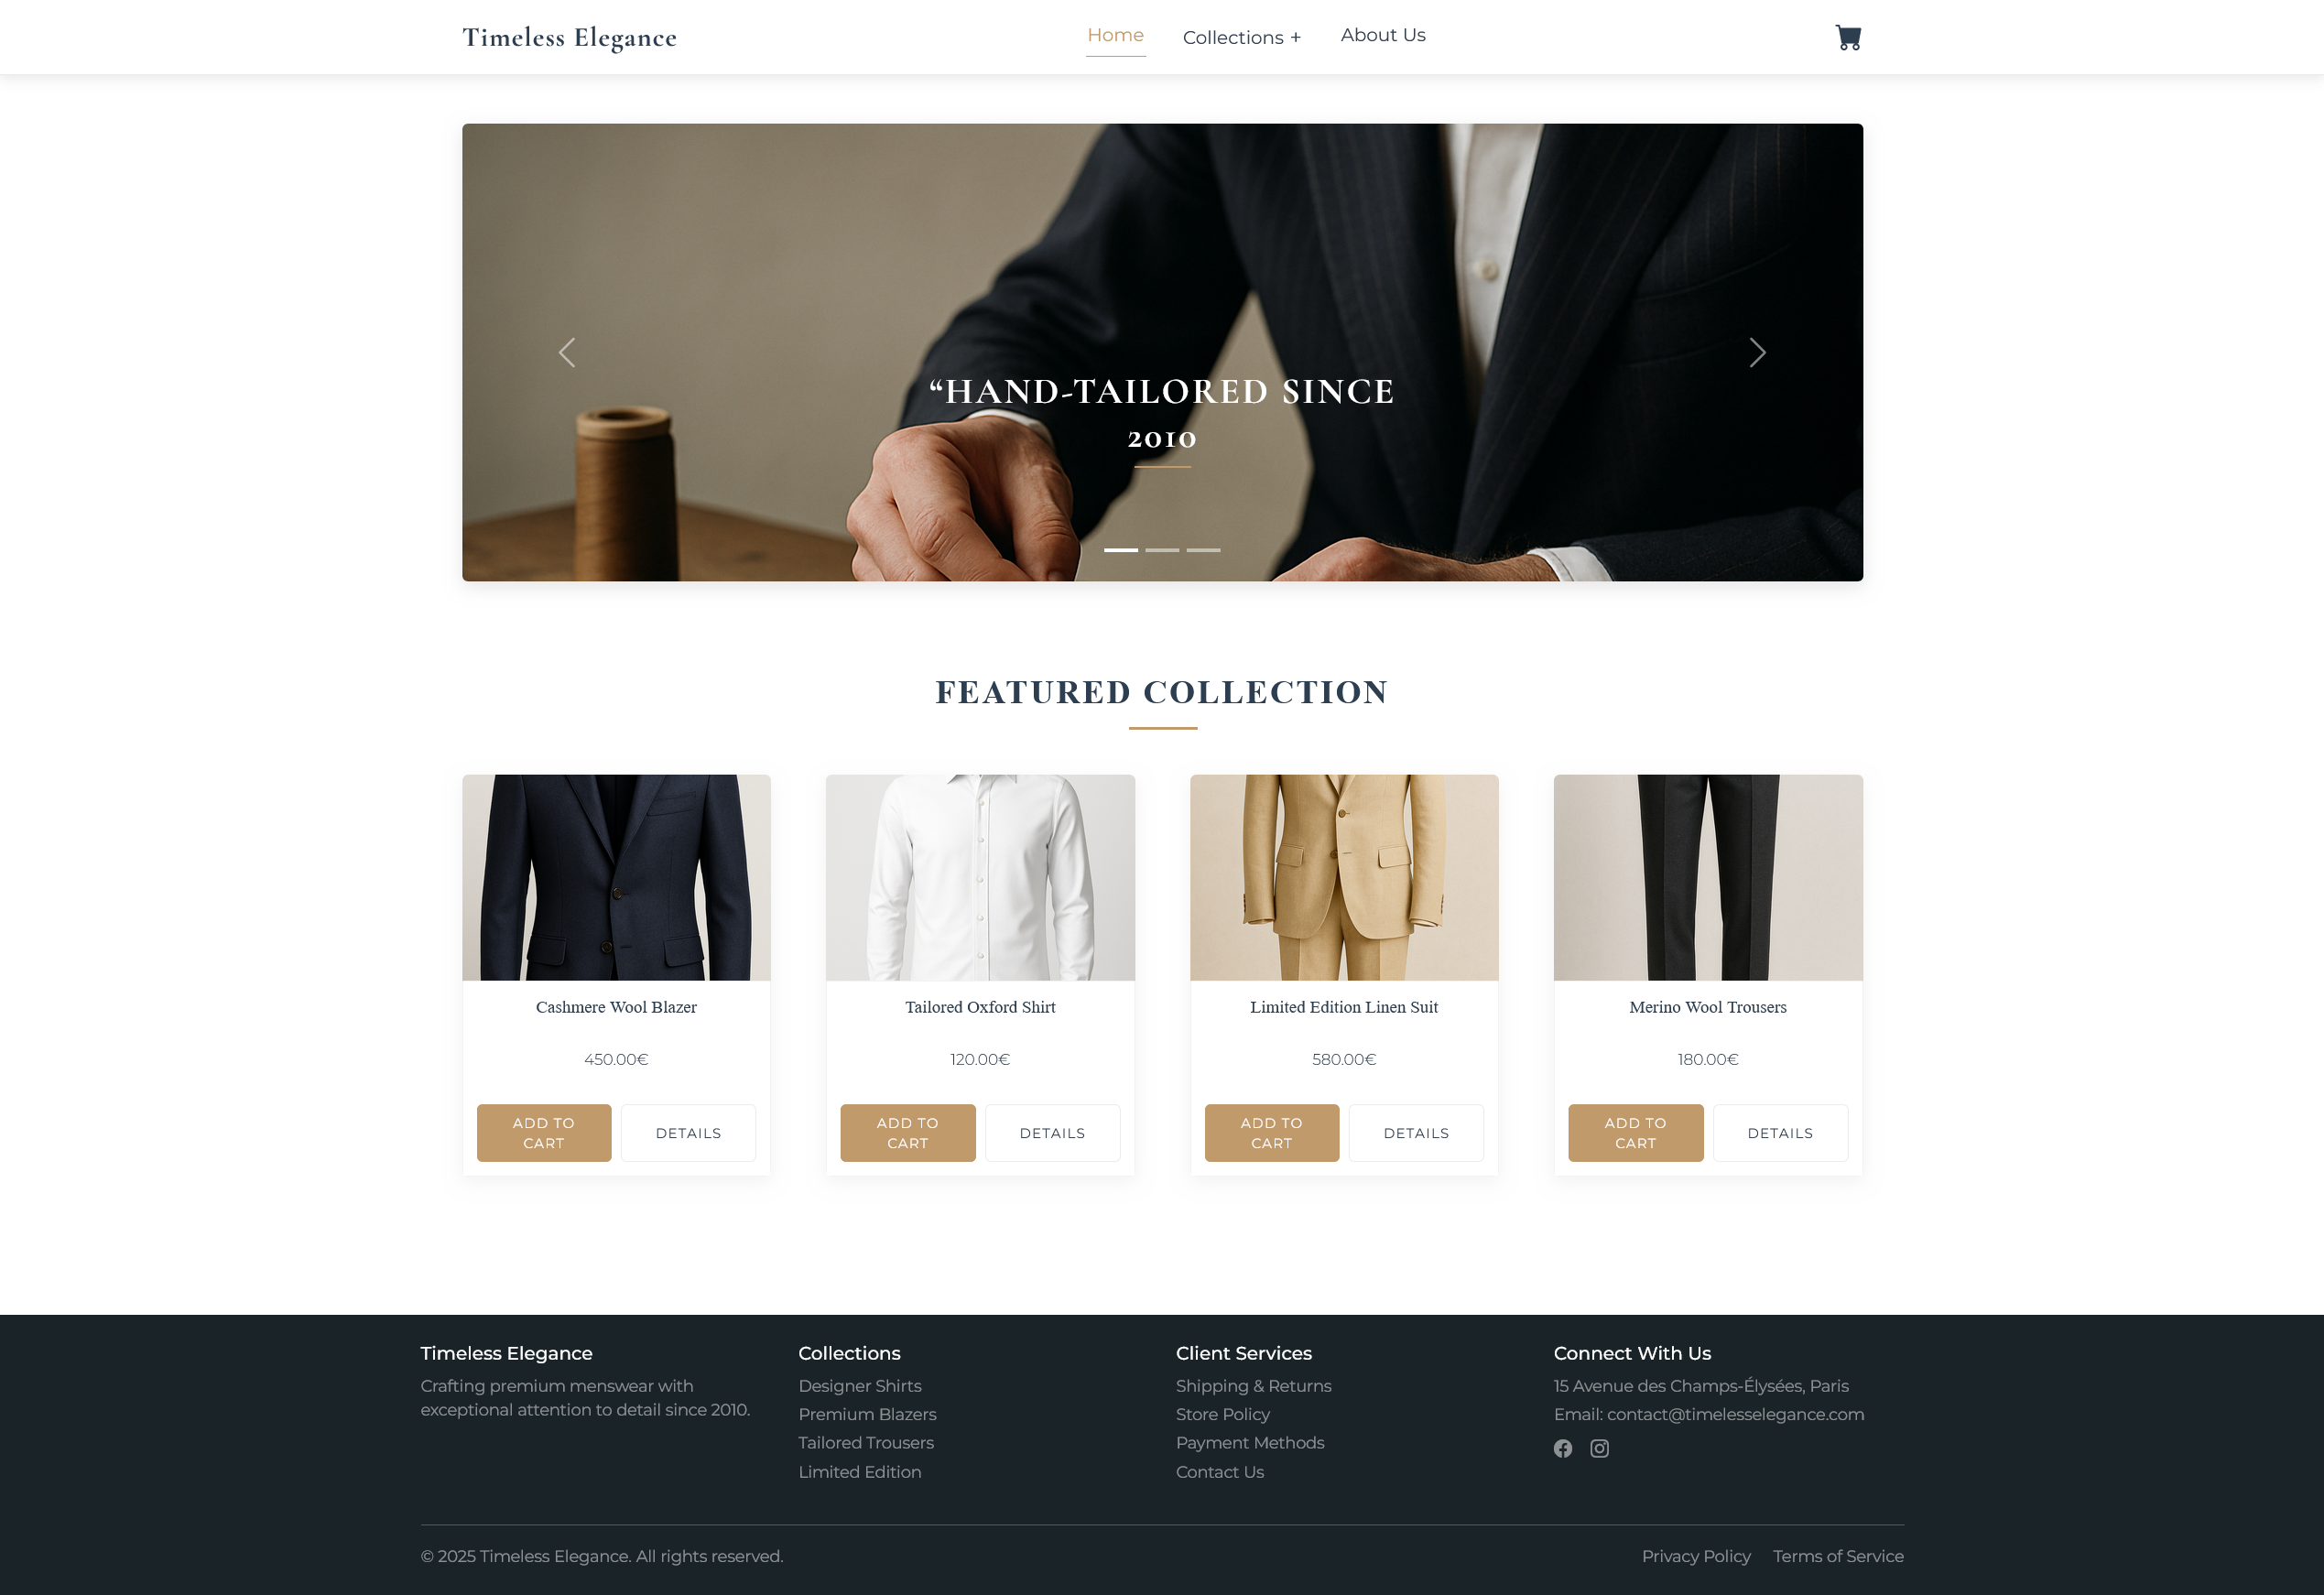 Timeless Elegance
Home
Collections +
About Us
“HAND-TAILORED SINCE
2010
FEATURED COLLECTION
Cashmere Wool Blazer
450.00€
ADD TO
CART
DETAILS
Tailored Oxford Shirt
120.00€
ADD TO
CART
DETAILS
Limited Edition Linen Suit
580.00€
ADD TO
CART
DETAILS
Merino Wool Trousers
180.00€
ADD TO
CART
DETAILS
Timeless Elegance
Crafting premium menswear with
exceptional attention to detail since 2010.
Collections
Designer Shirts
Premium Blazers
Tailored Trousers
Limited Edition
Client Services
Shipping & Returns
Store Policy
Payment Methods
Contact Us
Connect With Us
15 Avenue des Champs-Élysées, Paris
Email: contact@timelesselegance.com
© 2025 Timeless Elegance. All rights reserved.
Privacy Policy
Terms of Service